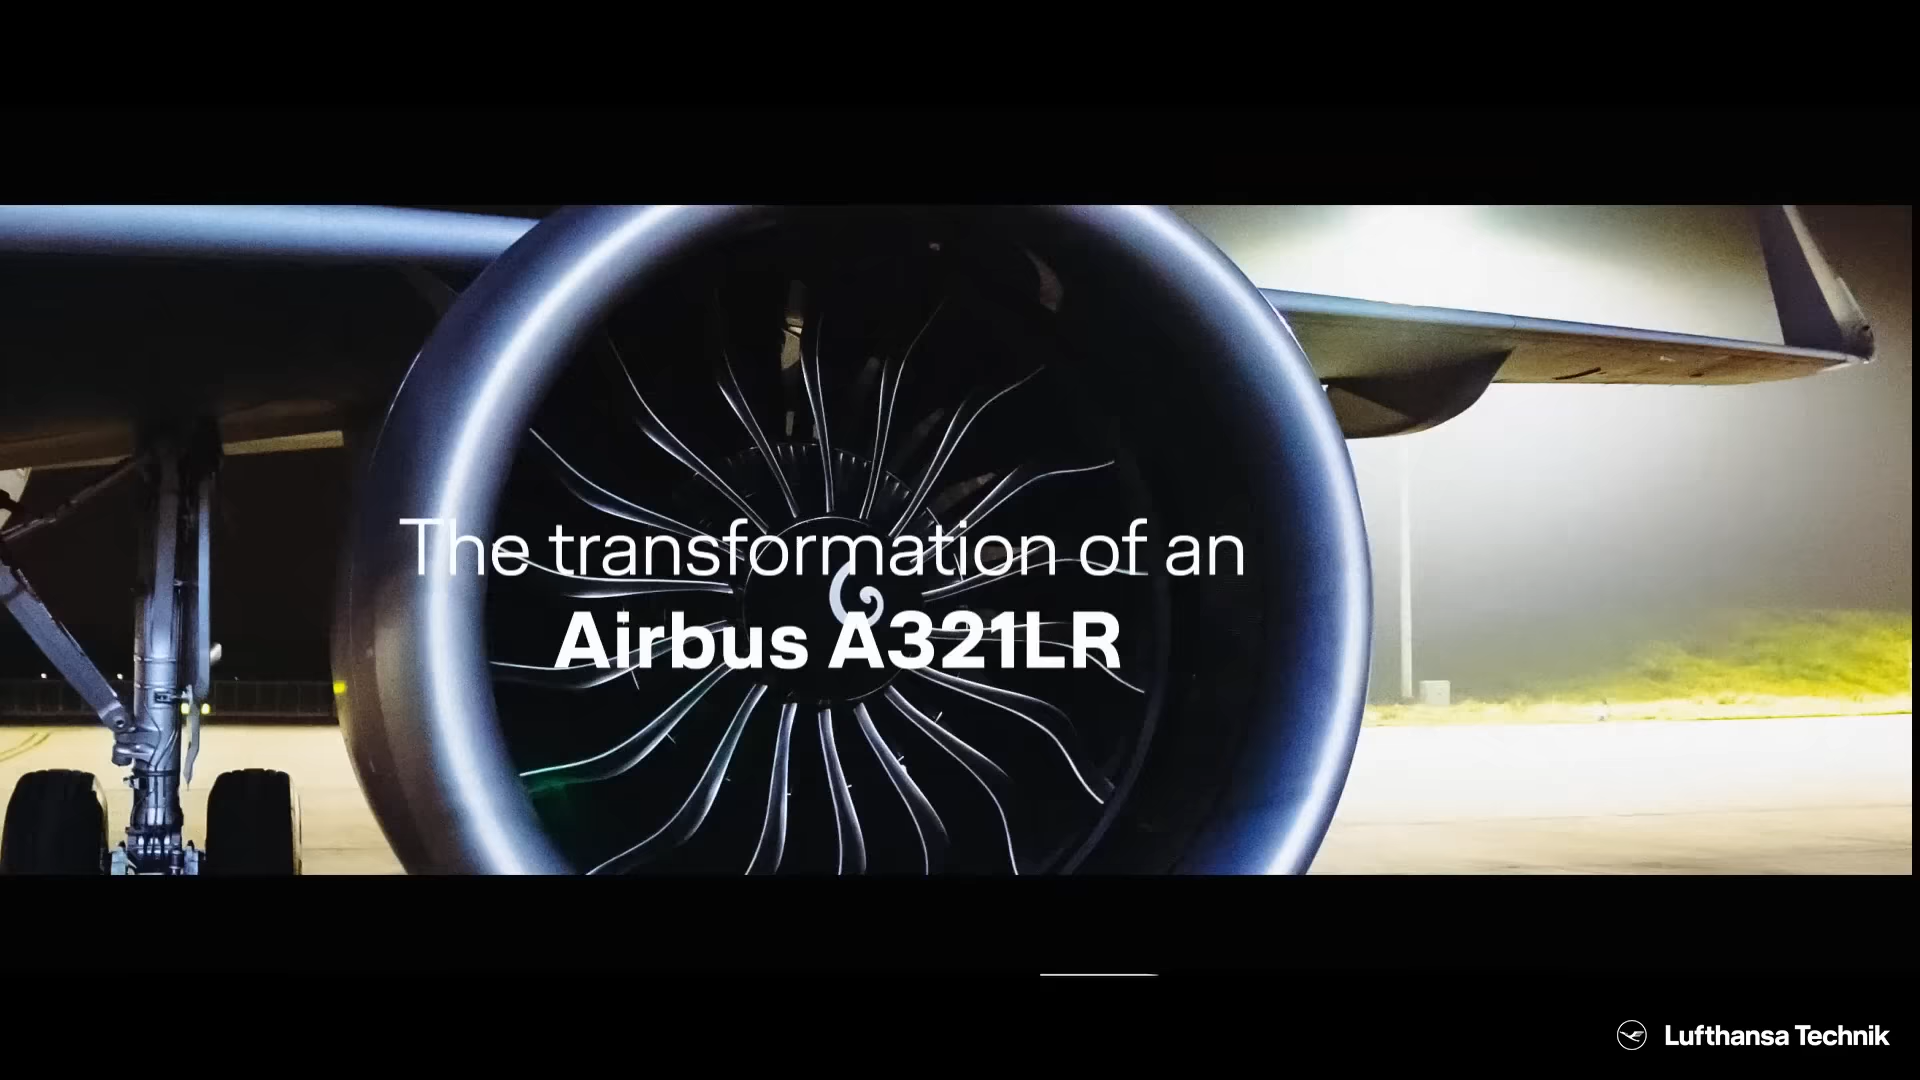 The transformation of an
Airbus A321LR
Lufthansa Technik